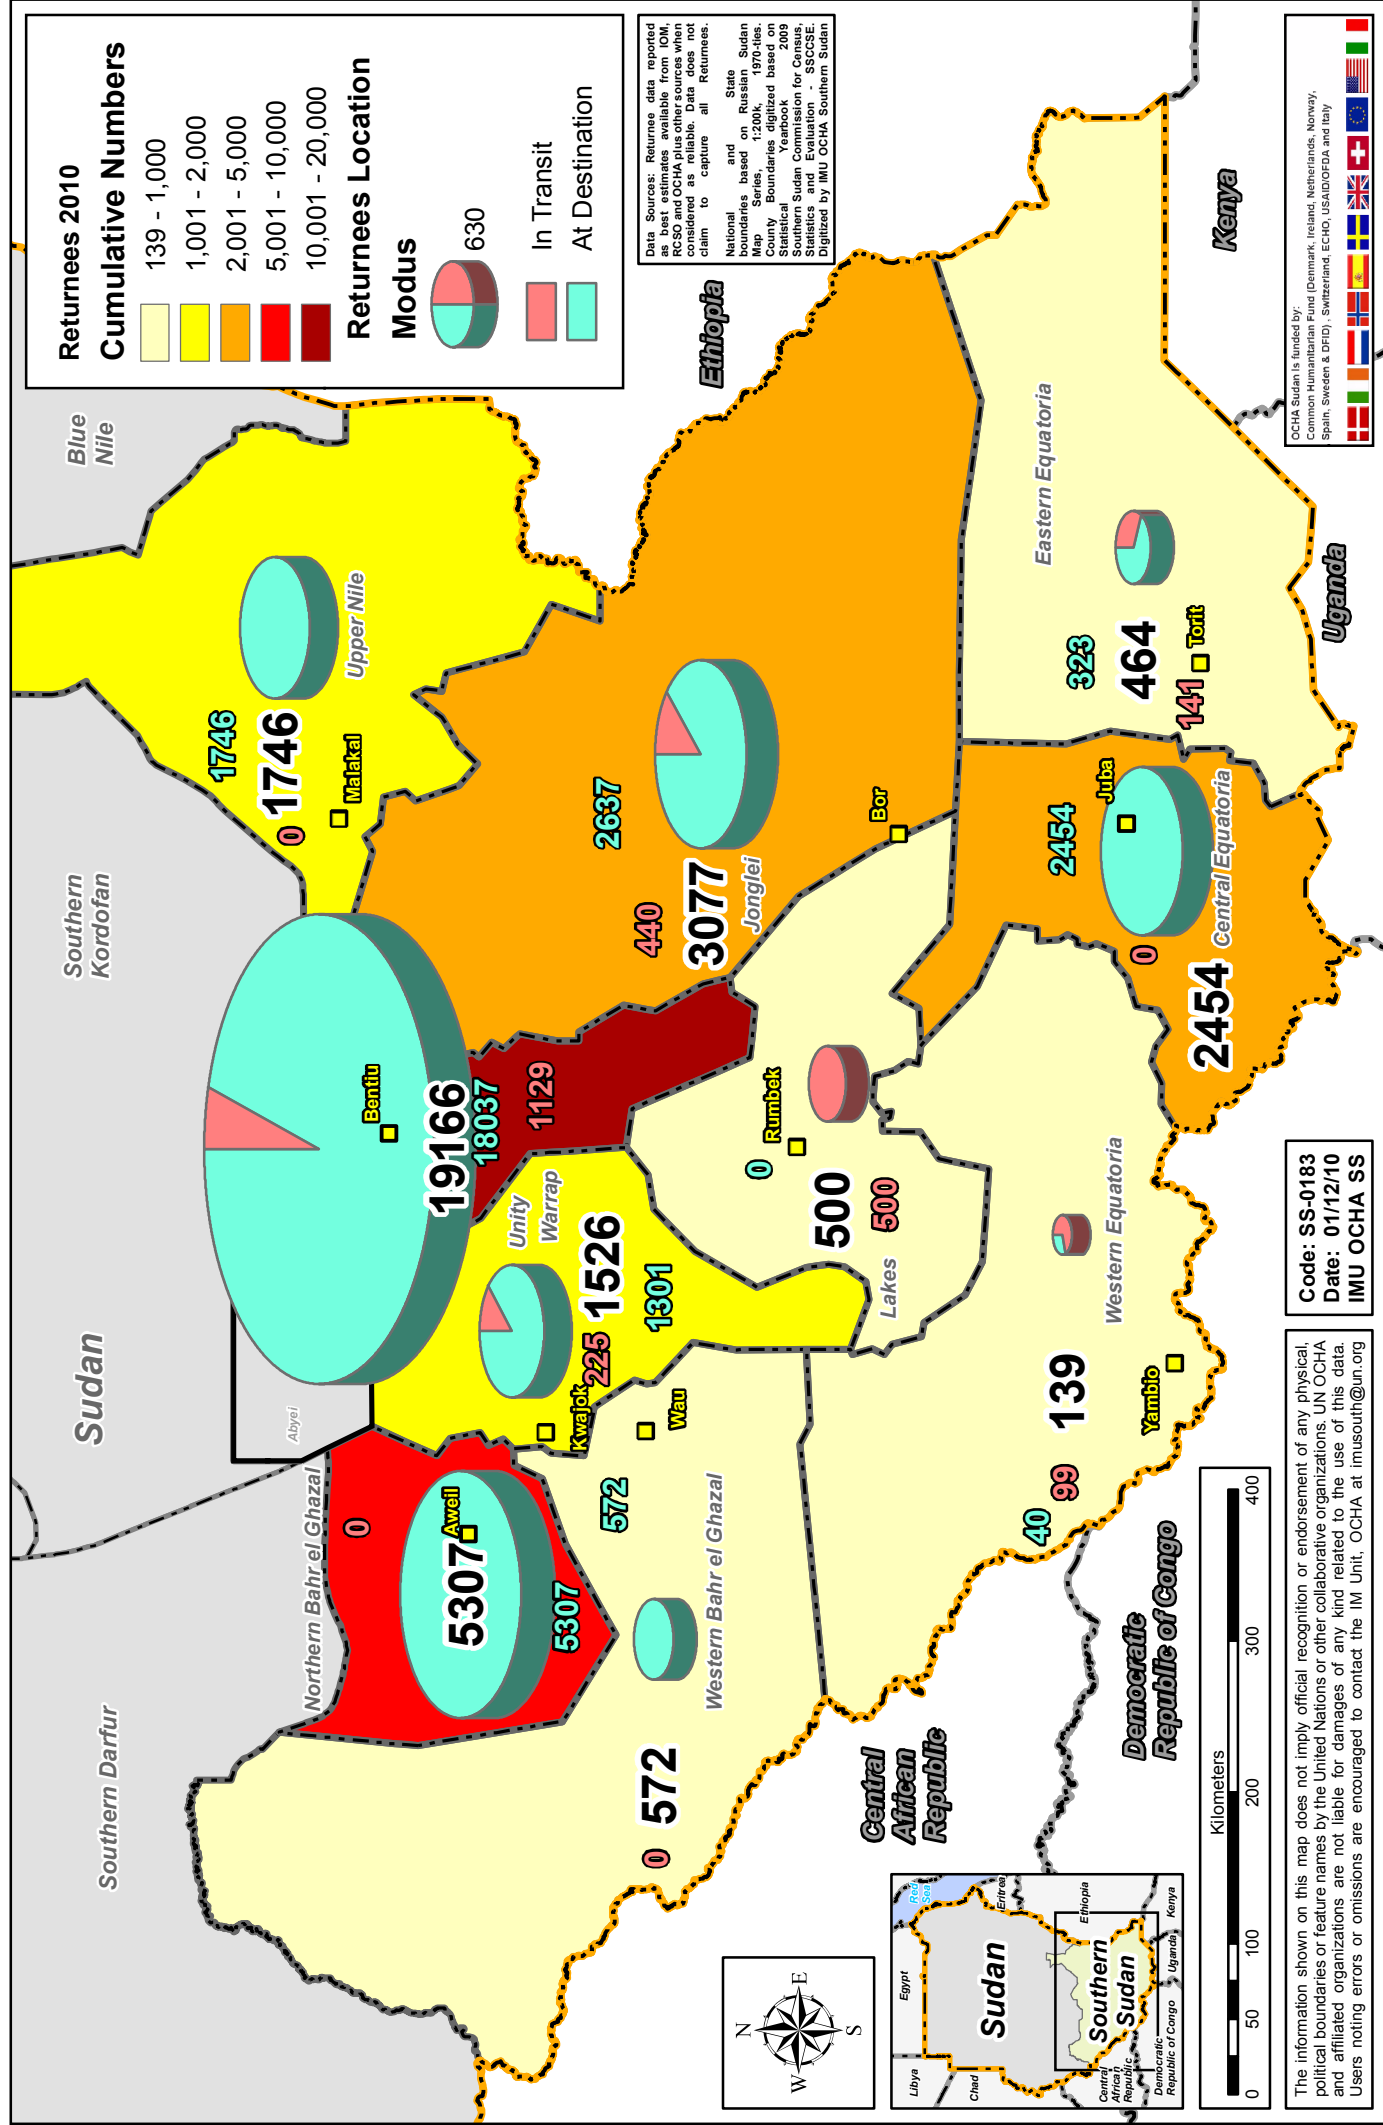 Returnees 2010
Cumulative Numbers
139 - 1,000
1,001 - 2,000
2,001 - 5,000
5,001 - 10,000
10,001 - 20,000
Returnees Location
Modus
630
In Transit
At Destination
Data Sources: Returnee data reported
as best estimates available from IOM,
RCSO and OCHA plus other sources when
considered as reliable. Data does not
claim to capture all Returnees.
National and State
boundaries based on Russian Sudan
Map Series, 1:200k, 1970-ties.
County Boundaries digitized based on
Statistical Yearbook 2009
Southern Sudan Commission for Census,
Statistics and Evaluation - SSCCSE.
Digitized by IMU OCHA Southern Sudan
Sudan
Southern Darfur
Southern
Kordofan
Blue
Nile
Abyei
Northern Bahr el Ghazal
0
5307
Aweil
5307
Western Bahr el Ghazal
572
0
572
Wau
Unity
Warrap
1526
225
1301
Kwajok
Bentiu
19166
18037
1129
Upper Nile
1746
0
1746
Malakal
Jonglei
2637
440
3077
Bor
Ethiopia
Lakes
Rumbek
0
500
500
Western Equatoria
139
40
99
Yambio
Central Equatoria
2454
0
2454
Juba
Eastern Equatoria
323
464
141
Torit
Kenya
Uganda
Central
African
Republic
Democratic
Republic of Congo
N
W
E
S
Libya
Egypt
Red
Sea
Eritrea
Chad
Sudan
Ethiopia
Southern
Sudan
Central
African
Republic
Democratic
Republic of Congo
Uganda
Kenya
Kilometers
0
50
100
200
300
400
The information shown on this map does not imply official recognition or endorsement of any physical,
political boundaries or feature names by the United Nations or other collaborative organizations. UN OCHA
and affiliated organizations are not liable for damages of any kind related to the use of this data.
Users noting errors or omissions are encouraged to contact the IM Unit, OCHA at imusouth@un.org
Code: SS-0183
Date: 01/12/10
IMU OCHA SS
OCHA Sudan is funded by:
Common Humanitarian Fund (Denmark, Ireland, Netherlands, Norway,
Spain, Sweden & DFID) , Switzerland, ECHO, USAID/OFDA and Italy